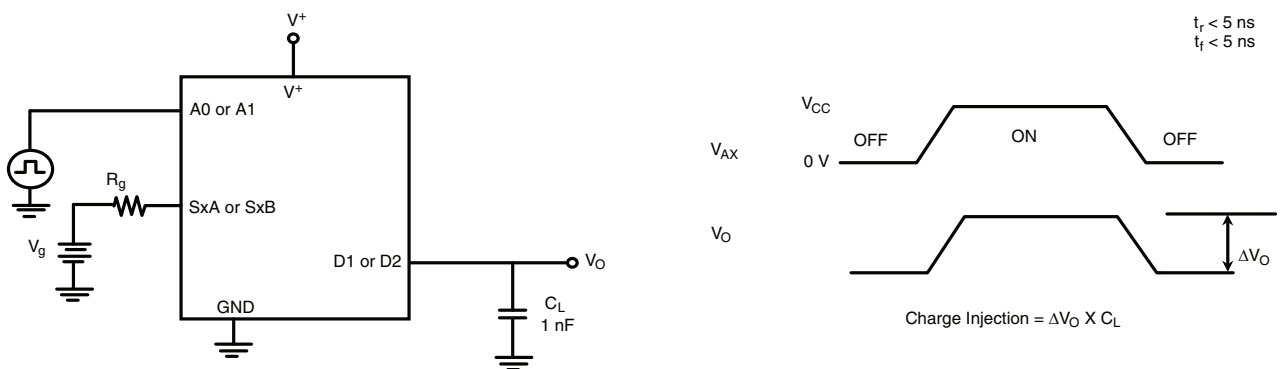 V+
V+
A0 or A1
Rg
SxA or SxB
Vg
D1 or D2
VO
GND
CL
1 nF
tr < 5 ns
tf < 5 ns
VCC
OFF
ON
OFF
VAX
0 V
VO
ΔVO
Charge Injection = ΔVO X CL